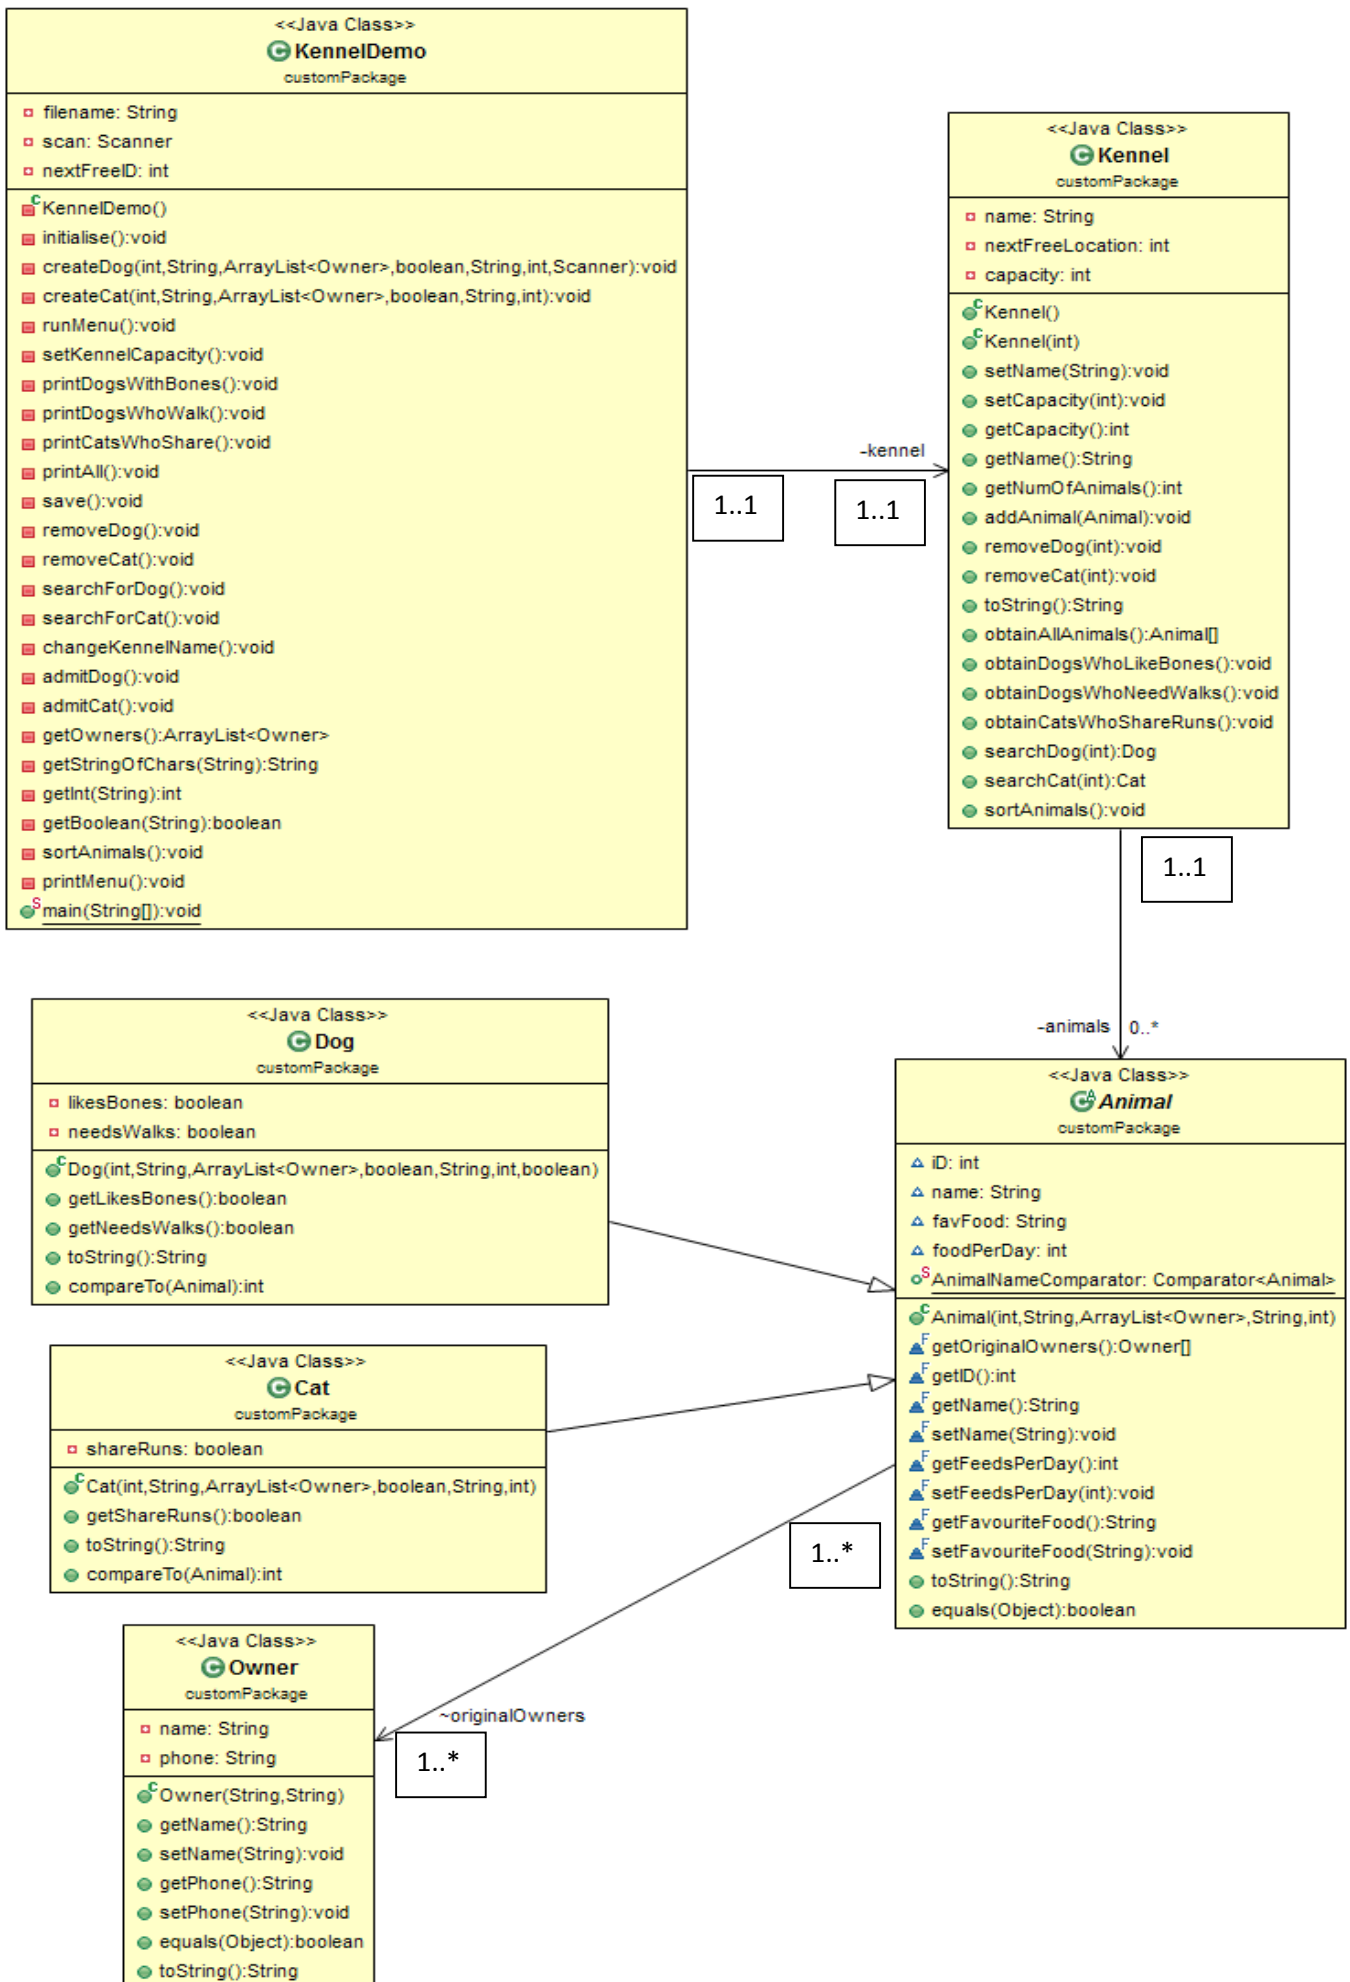 <<Java Class>>
KennelDemo
customPackage
filename: String
scan: Scanner
nextFreeID: int
KennelDemo()
initialise():void
createDog(int,String,ArrayList<Owner>,boolean,String,int,Scanner):void
createCat(int,String,ArrayList<Owner>,boolean,String,int):void
runMenu():void
setKennelCapacity():void
printDogsWithBones():void
printDogsWhoWalk():void
printCatsWhoShare():void
printAll():void
save():void
removeDog():void
removeCat():void
searchForDog():void
searchForCat():void
changeKennelName():void
admitDog():void
admitCat():void
getOwners():ArrayList<Owner>
getStringOfChars(String):String
getInt(String):int
getBoolean(String):boolean
sortAnimals():void
printMenu():void
main(String[]):void
-kennel
1..1
1..1
<<Java Class>>
Kennel
customPackage
name: String
nextFreeLocation: int
capacity: int
Kennel()
Kennel(int)
setName(String):void
setCapacity(int):void
getCapacity():int
getName():String
getNumOfAnimals():int
addAnimal(Animal):void
removeDog(int):void
removeCat(int):void
toString():String
obtainAllAnimals():Animal[]
obtainDogsWhoLikeBones():void
obtainDogsWhoNeedWalks():void
obtainCatsWhoShareRuns():void
searchDog(int):Dog
searchCat(int):Cat
sortAnimals():void
1..1
-animals
0..*
<<Java Class>>
Dog
customPackage
likesBones: boolean
needsWalks: boolean
Dog(int,String,ArrayList<Owner>,boolean,String,int,boolean)
getLikesBones():boolean
getNeedsWalks():boolean
toString():String
compareTo(Animal):int
<<Java Class>>
Animal
customPackage
iD: int
name: String
favFood: String
foodPerDay: int
AnimalNameComparator: Comparator<Animal>
Animal(int,String,ArrayList<Owner>,String,int)
getOriginalOwners():Owner[]
getID():int
getName():String
setName(String):void
getFeedsPerDay():int
setFeedsPerDay(int):void
getFavouriteFood():String
setFavouriteFood(String):void
toString():String
equals(Object):boolean
<<Java Class>>
Cat
customPackage
shareRuns: boolean
Cat(int,String,ArrayList<Owner>,boolean,String,int)
getShareRuns():boolean
toString():String
compareTo(Animal):int
1..*
~originalOwners
1..*
<<Java Class>>
Owner
customPackage
name: String
phone: String
Owner(String,String)
getName():String
setName(String):void
getPhone():String
setPhone(String):void
equals(Object):boolean
toString():String